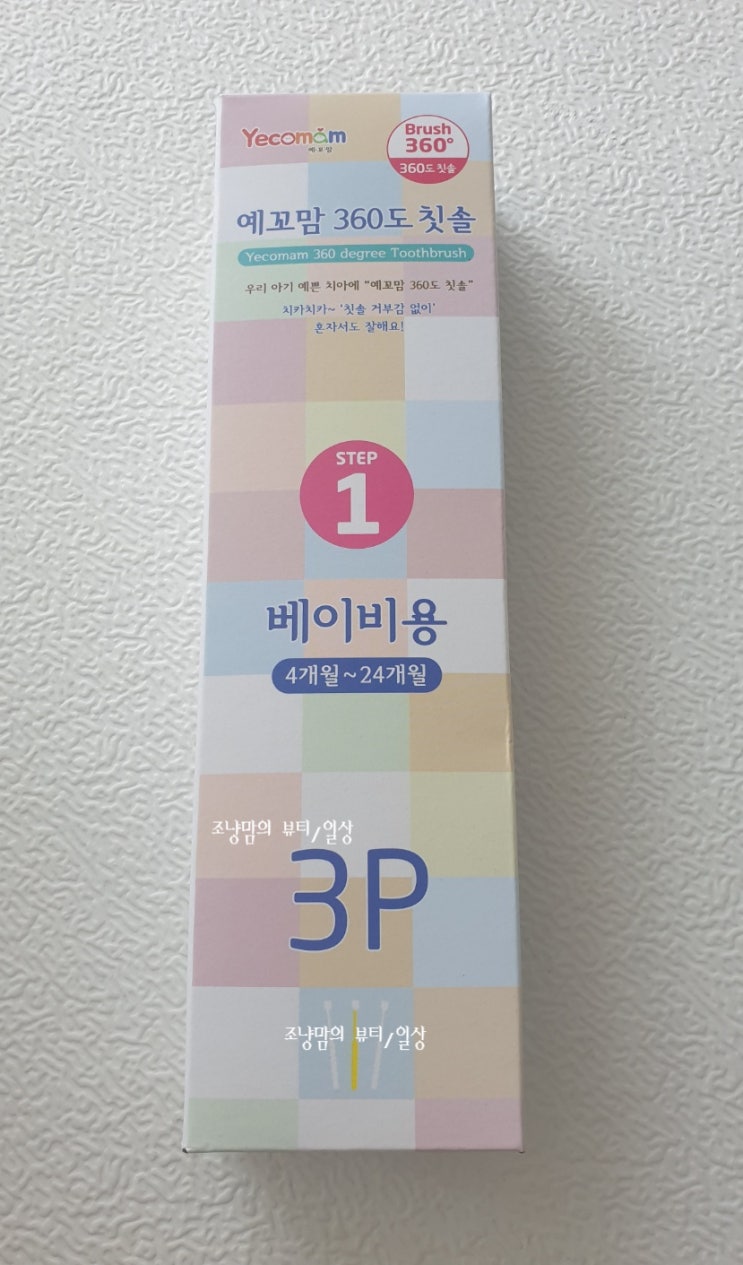 Yecomam
예꼬맘
Brush
360°
360도 칫솔
예꼬맘 360도 칫솔
Yecomam 360 degree Toothbrush
우리 아기 예쁜 치아에 "예꼬맘 360도 칫솔"
치카치카~ '칫솔 거부감 없이'
혼자서도 잘해요!
STEP
1
베이비용
4개월~24개월
조냥맘의 뷰티/일상
3P
조냥맘의 뷰티/일상